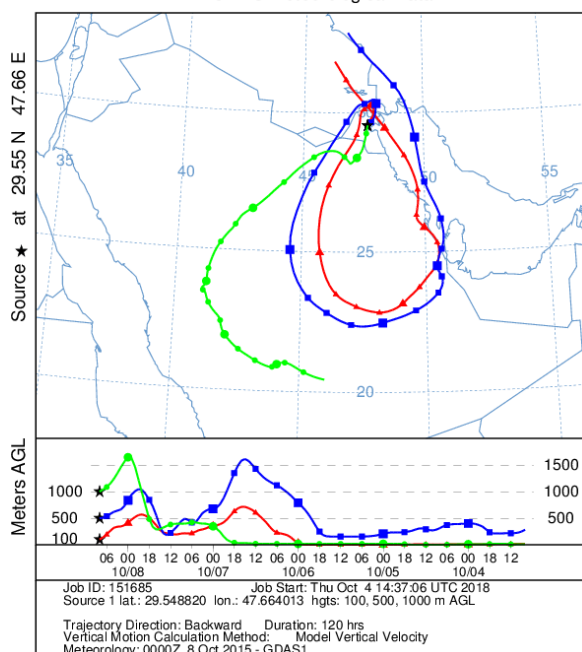 Source ★ at 29.55 N 47.66 E
35
40
45
50
55
25
20
Meters AGL
1500
1000
500
1000
500
100
06 00 18 12 06 00 18 12 06 00 18 12 06 00 18 12 06 00 18 12
10/08 10/07 10/06 10/05 10/04
Job ID: 151685 Job Start: Thu Oct 4 14:37:06 UTC 2018
Source 1 lat.: 29.548820 lon.: 47.664013 hgts: 100, 500, 1000 m AGL
Trajectory Direction: Backward Duration: 120 hrs
Vertical Motion Calculation Method: Model Vertical Velocity
Meteorology: 0000Z 8 Oct 2015 - GDAS1